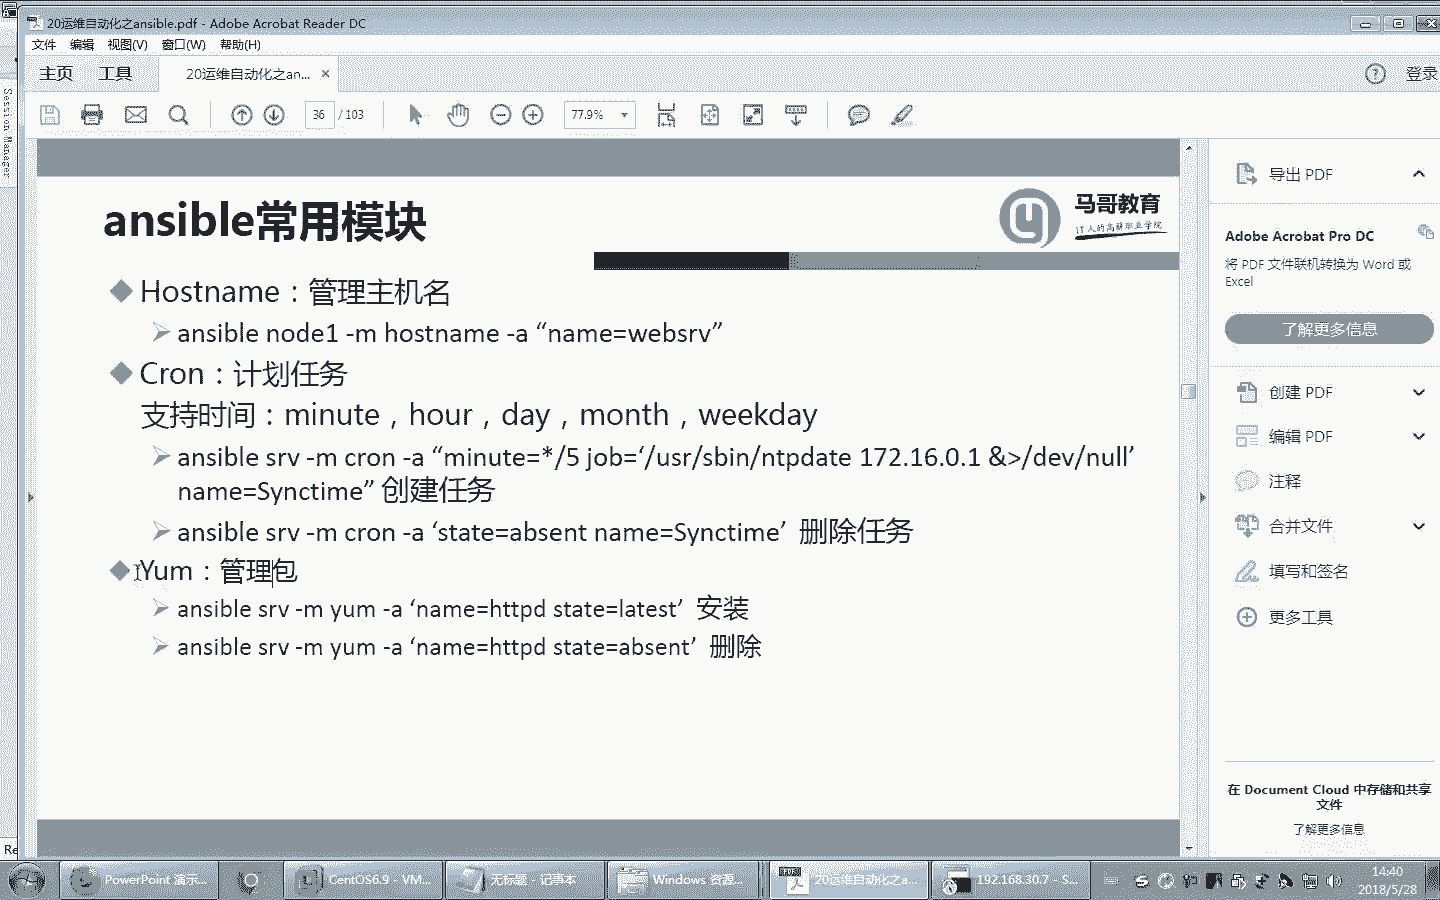 20运维自动化之ansible.pdf - Adobe Acrobat Reader DC
文件 编辑 视图(V) 窗口(W) 帮助(H)
主页 工具 20运维自动化之an... × 登录
36 / 103 77.9%
Session Manager
ansible常用模块
马哥教育
IT人的高薪职业学院
Hostname：管理主机名
ansible node1 -m hostname -a “name=websrv”
Cron：计划任务
支持时间：minute，hour，day，month，weekday
ansible srv -m cron -a “minute=*/5 job=‘/usr/sbin/ntpdate 172.16.0.1 &>/dev/null’
name=Synctime” 创建任务
ansible srv -m cron -a ‘state=absent name=Synctime’ 删除任务
Yum：管理包
ansible srv -m yum -a ‘name=httpd state=latest’ 安装
ansible srv -m yum -a ‘name=httpd state=absent’ 删除
导出 PDF
Adobe Acrobat Pro DC
将 PDF 文件联机转换为 Word 或
Excel
了解更多信息
创建 PDF
编辑 PDF
注释
合并文件
填写和签名
更多工具
在 Document Cloud 中存储和共享
文件
了解更多信息
Re
PowerPoint 演示... CentOS6.9 - VM... 无标题 - 记事本 Windows 资源... 20运维自动化之a... 192.168.30.7 - S...
14:40
2018/5/28